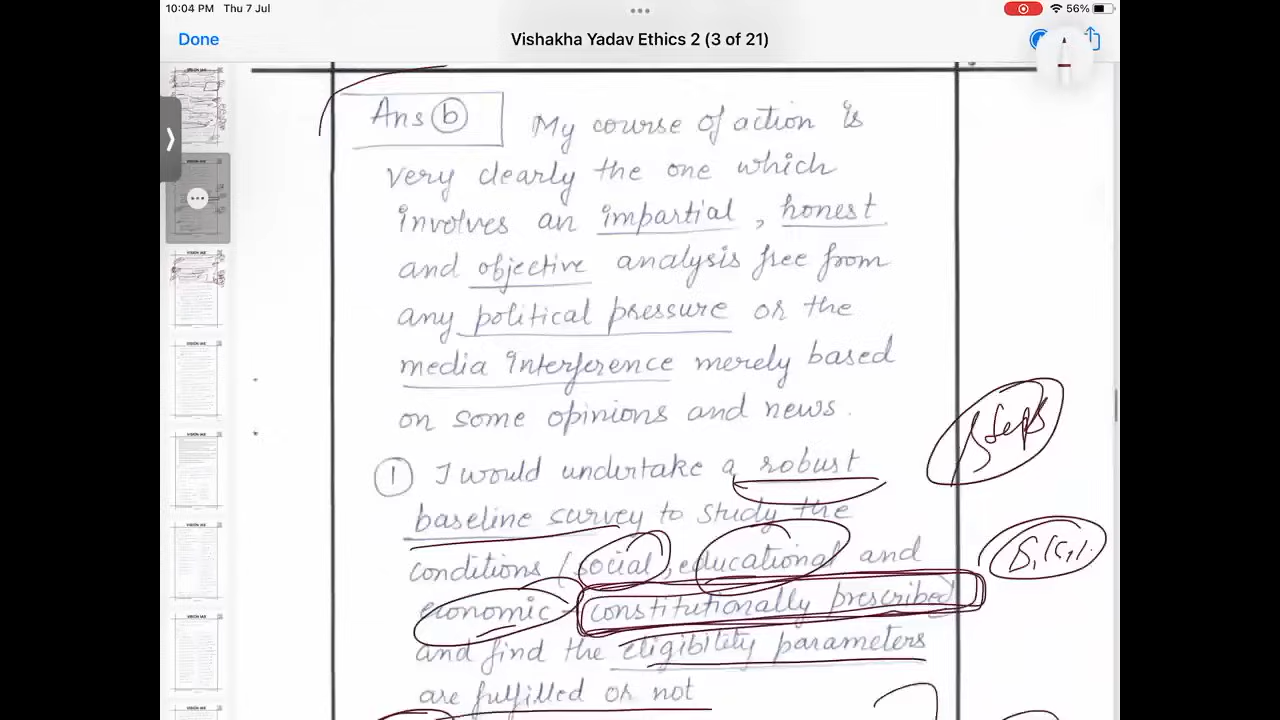 10:04 PM Thu 7 Jul
56%
Done
Vishakha Yadav Ethics 2 (3 of 21)
Ans (b) My course of action is
very clearly the one which
involves an impartial, honest
and objective analysis free from
any political pressure or the
media interference merely based
on some opinions and news.
Steps
① I would undertake a robust
baseline survey to study the
conditions (social, educational and
economic - constitutionally prescribed)
and find the eligibility parameters
are fulfilled or not